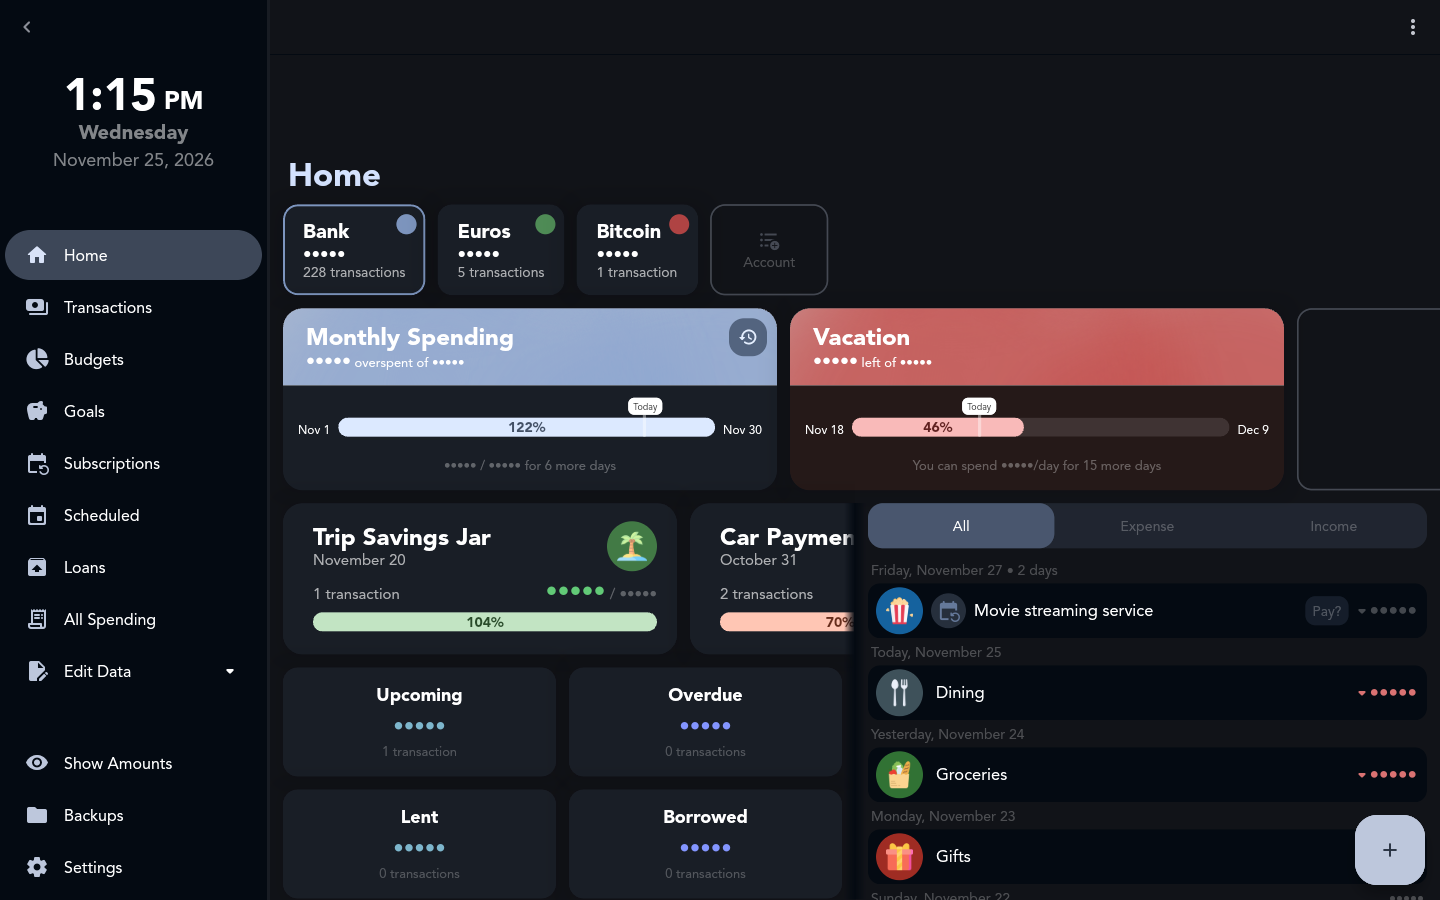 1:15 PM
Wednesday
November 25, 2026
Home
Transactions
Budgets
Goals
Subscriptions
Scheduled
Loans
All Spending
Edit Data
Show Amounts
Backups
Settings
Home
Bank
•••••
228 transactions
Euros
•••••
5 transactions
Bitcoin
•••••
1 transaction
Account
Monthly Spending
••••• overspent of •••••
Today
Nov 1
122%
Nov 30
••••• / ••••• for 6 more days
Vacation
••••• left of •••••
Today
Nov 18
46%
Dec 9
You can spend •••••/day for 15 more days
Trip Savings Jar
November 20
1 transaction
••••• / •••••
104%
Car Paymen
October 31
2 transactions
70%
Upcoming
•••••
1 transaction
Overdue
•••••
0 transactions
Lent
•••••
0 transactions
Borrowed
•••••
0 transactions
All
Expense
Income
Friday, November 27 • 2 days
Movie streaming service
Pay?
•••••
Today, November 25
Dining
•••••
Yesterday, November 24
Groceries
•••••
Monday, November 23
Gifts
Sunday, November 22
•••••